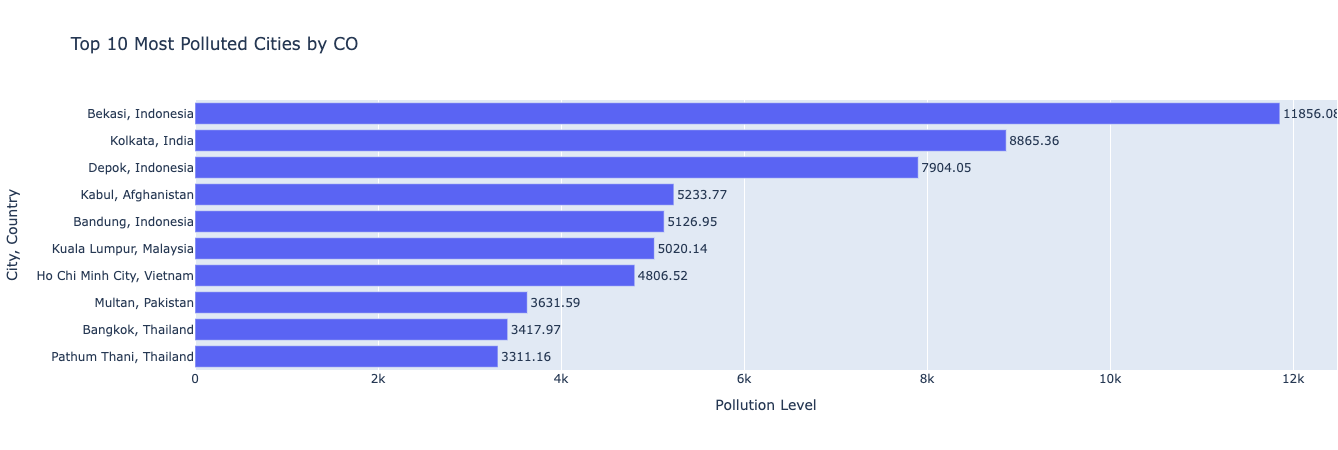 Top 10 Most Polluted Cities by CO
City, Country
Bekasi, Indonesia 11856.08
Kolkata, India 8865.36
Depok, Indonesia 7904.05
Kabul, Afghanistan 5233.77
Bandung, Indonesia 5126.95
Kuala Lumpur, Malaysia 5020.14
Ho Chi Minh City, Vietnam 4806.52
Multan, Pakistan 3631.59
Bangkok, Thailand 3417.97
Pathum Thani, Thailand 3311.16
0 2k 4k 6k 8k 10k 12k
Pollution Level